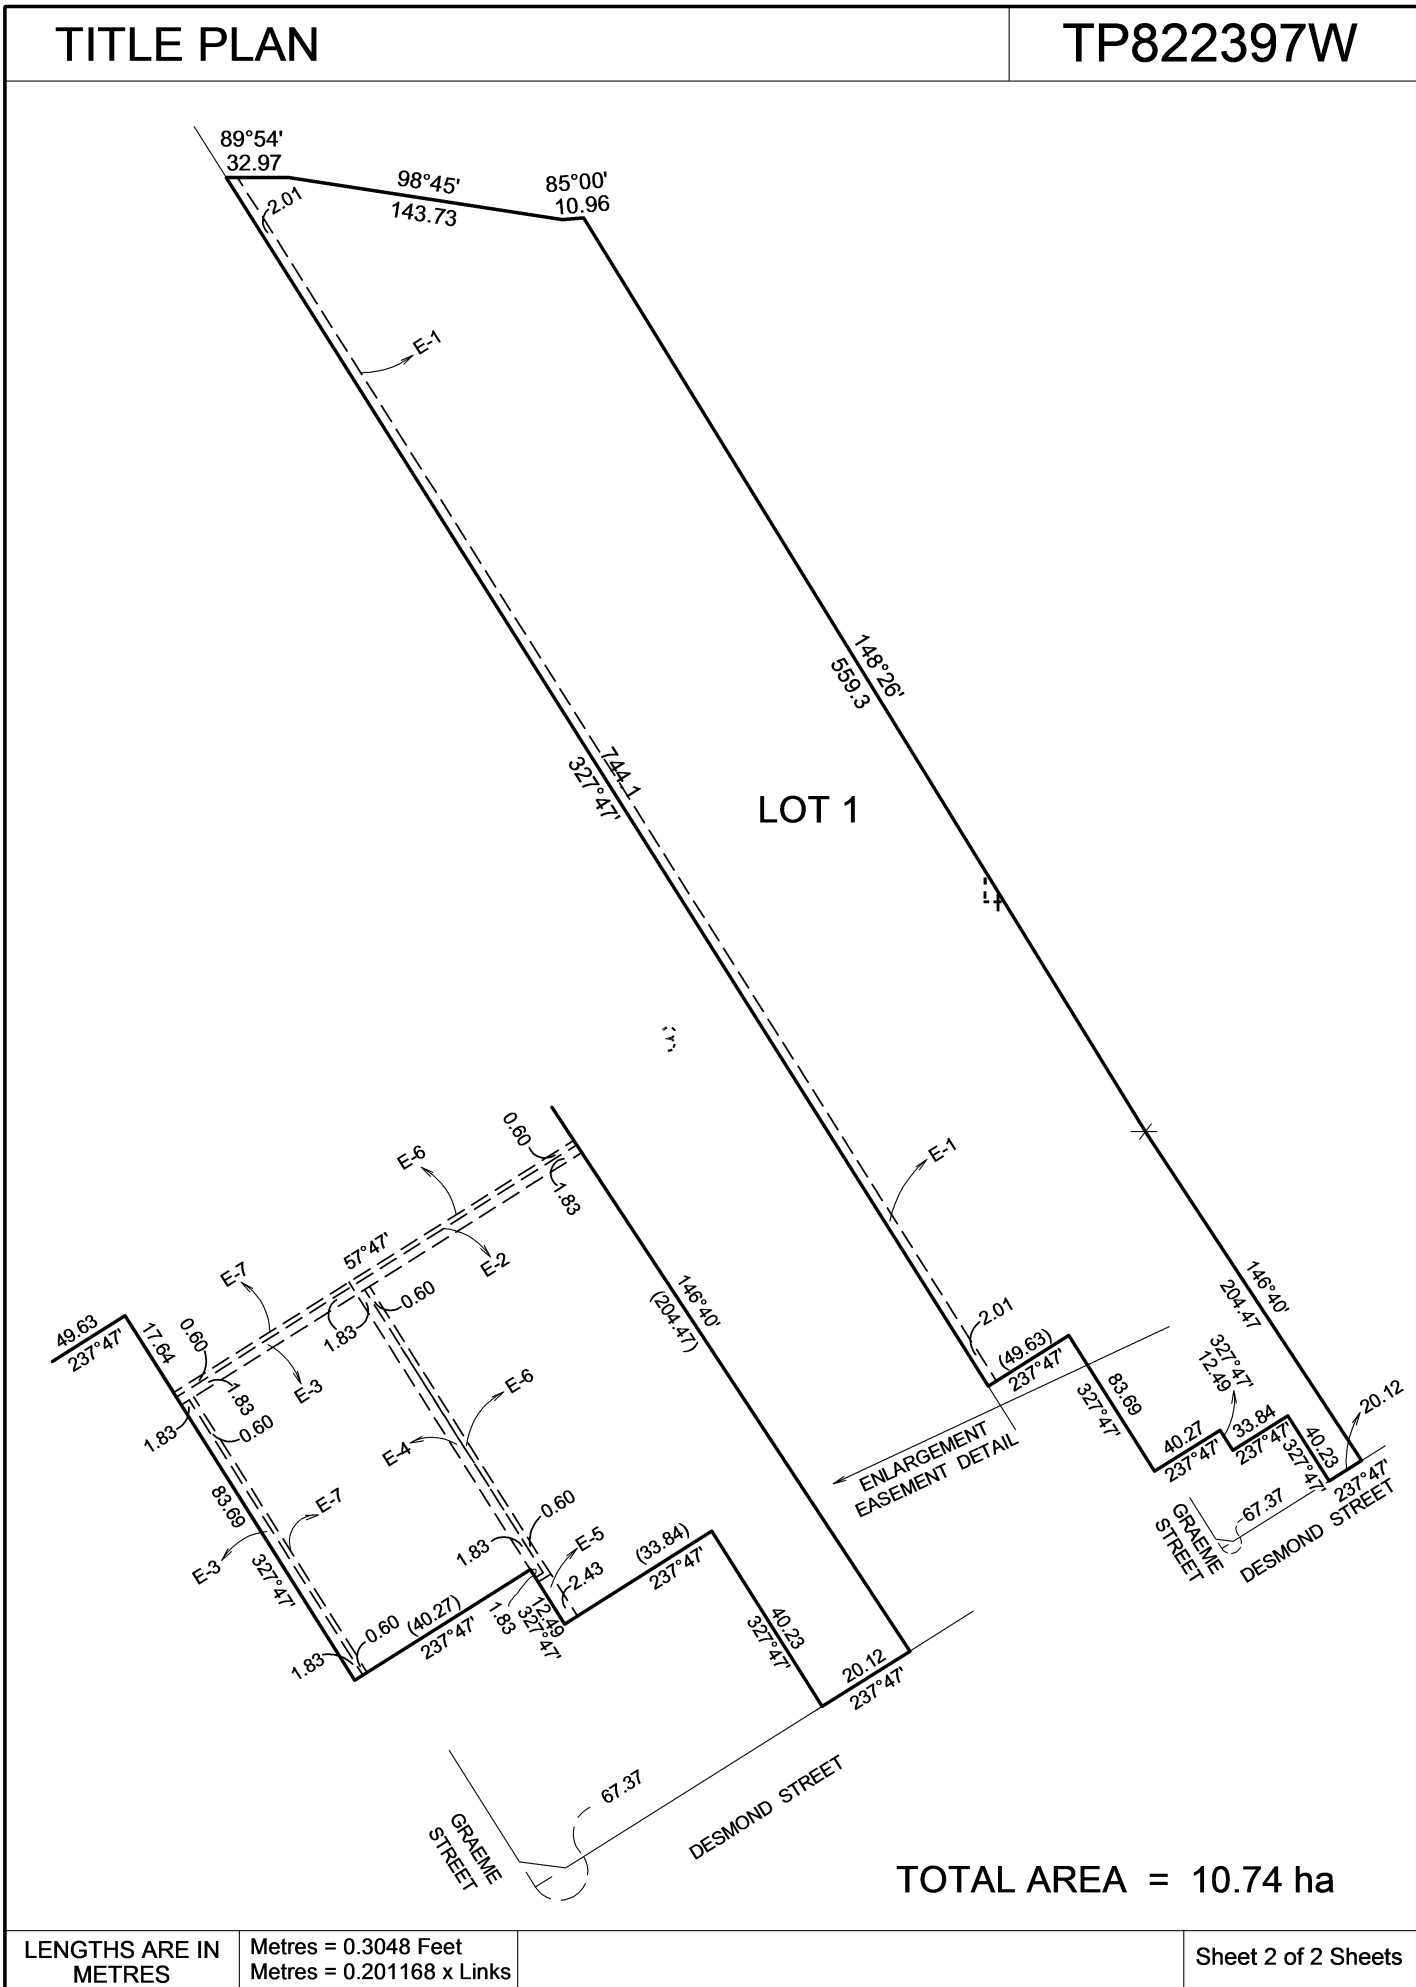 TITLE PLAN
TP822397W
89°54'
32.97
98°45'
143.73
85°00'
10.96
2.01
E-1
148°26'
559.3
744.1
327°47'
LOT 1
E-1
2.01
(49.63)
237°47'
146°40'
204.47
327°47'
12.49
83.69
327°47'
40.27
237°47'
33.84
237°47'
40.23
327°47'
20.12
237°47'
67.37
GRAEME
STREET
DESMOND STREET
ENLARGEMENT
EASEMENT DETAIL
0.60
1.83
E-6
E-2
57°47'
E-7
E-3
49.63
237°47'
17.64
0.60
1.83
0.60
1.83
1.83
0.60
146°40'
(204.47)
E-6
E-4
83.69
327°47'
E-7
E-3
0.60
1.83
E-5
2.43
1.83
12.49
327°47'
(33.84)
237°47'
40.23
327°47'
0.60
1.83
(40.27)
237°47'
20.12
237°47'
67.37
GRAEME
STREET
DESMOND STREET
TOTAL AREA = 10.74 ha
LENGTHS ARE IN
METRES
Metres = 0.3048 Feet
Metres = 0.201168 x Links
Sheet 2 of 2 Sheets